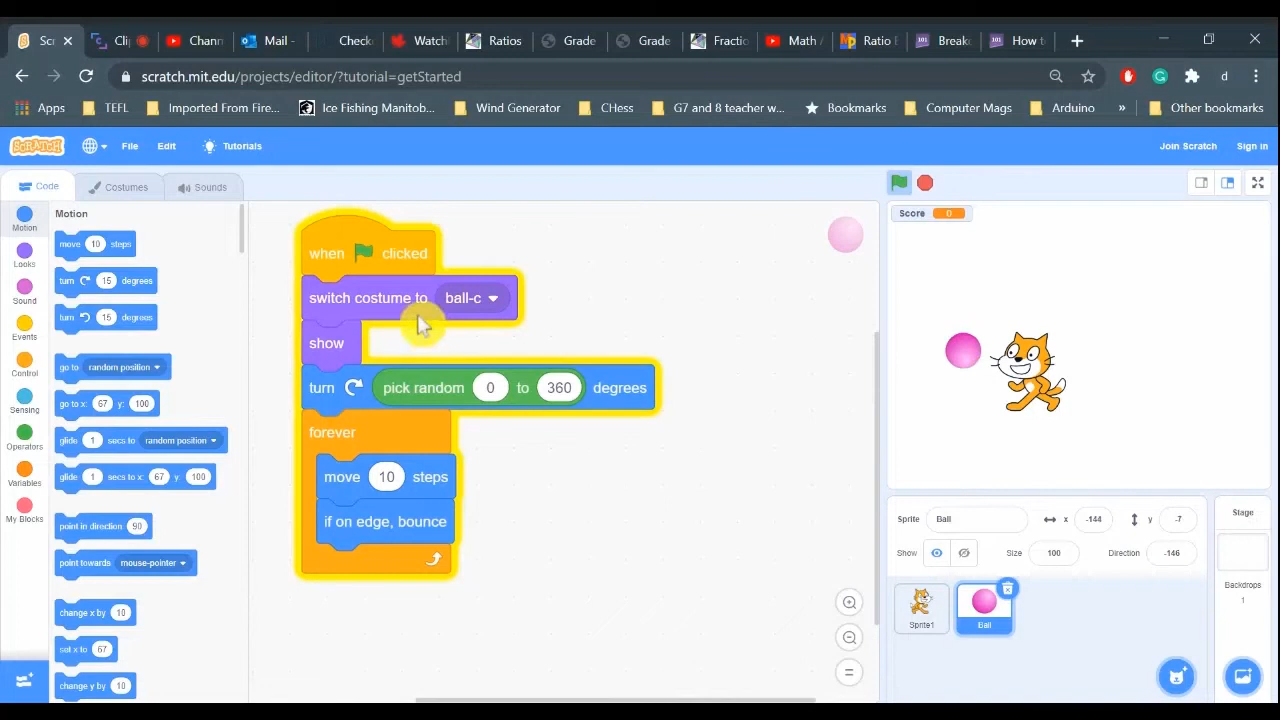 Scr
Clip
Chann
Mail -
Check
Watch
Ratios
Grade
Grade
Fractio
Math A
Ratio E
Break
How t
scratch.mit.edu/projects/editor/?tutorial=getStarted
d
Apps
TEFL
Imported From Fire...
Ice Fishing Manitob...
Wind Generator
CHess
G7 and 8 teacher w...
Bookmarks
Computer Mags
Arduino
»
Other bookmarks
SCRATCH
File
Edit
Tutorials
Join Scratch
Sign in
Code
Costumes
Sounds
Motion
Looks
Sound
Events
Control
Sensing
Operators
Variables
My Blocks
Motion
move 10 steps
turn 15 degrees
turn 15 degrees
go to random position
go to x: 67 y: 100
glide 1 secs to random position
glide 1 secs to x: 67 y: 100
point in direction 90
point towards mouse-pointer
change x by 10
set x to 67
change y by 10
when clicked
switch costume to ball-c
show
turn pick random 0 to 360 degrees
forever
move 10 steps
if on edge, bounce
Score 0
Sprite Ball x -144 y -7
Show Size 100 Direction -146
Sprite1
Ball
Stage
Backdrops
1